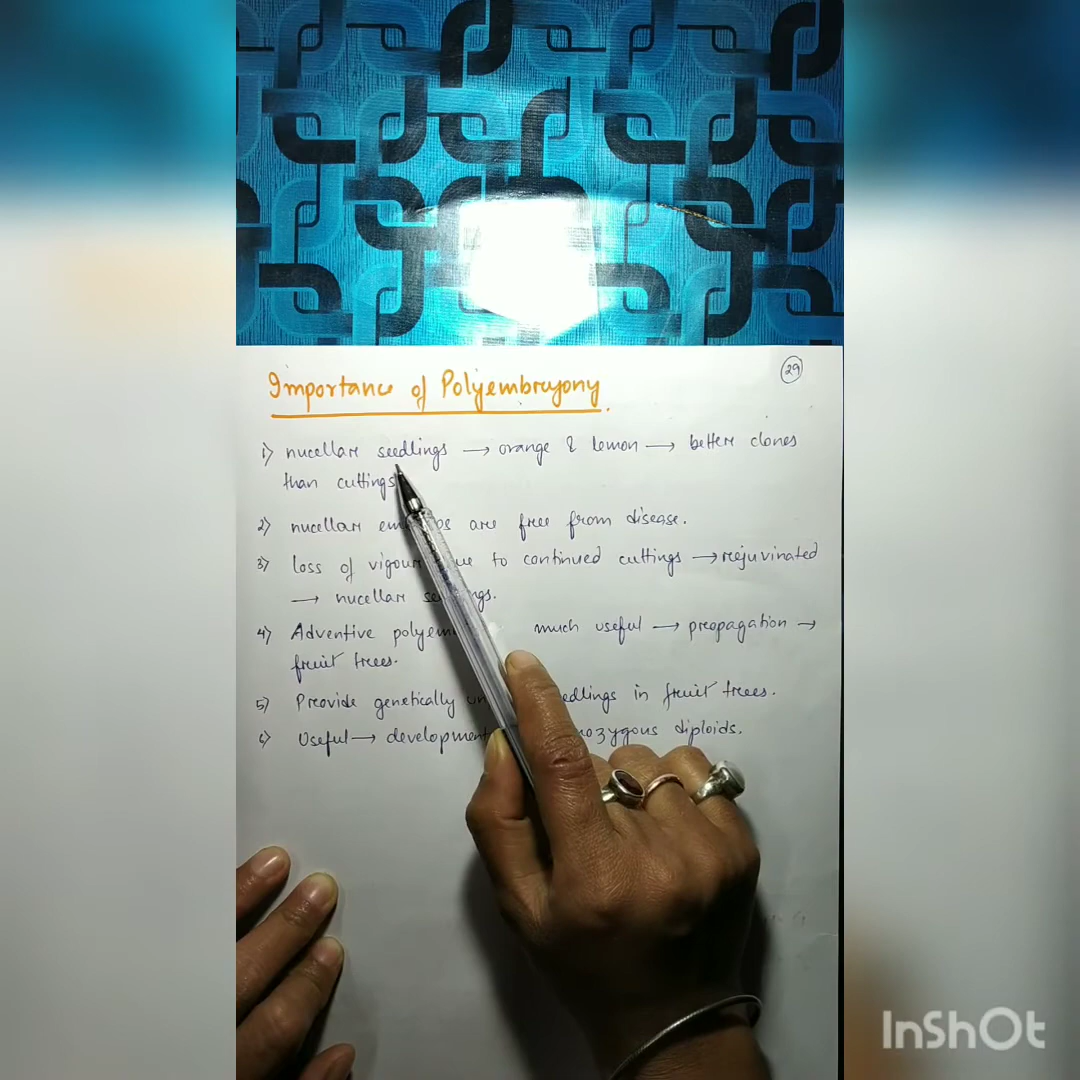 Importance of Polyembryony
29
1) nucellar seedlings → orange & lemon → better clones
than cuttings
2) nucellar are free from disease.
3) loss of vigour to continued cuttings → rejuvinated
→ nucellar
4) Adventive much useful → propagation →
fruit trees.
5) Provide genetically in fruit trees.
6) Useful → development diploids.
InShOt